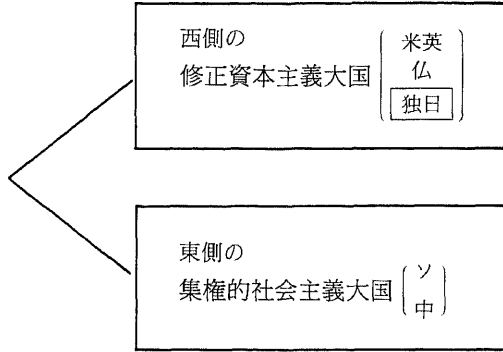 西側の
修正資本主義大国
米英
仏
独日
東側の
集権的社会主義大国
ソ
中